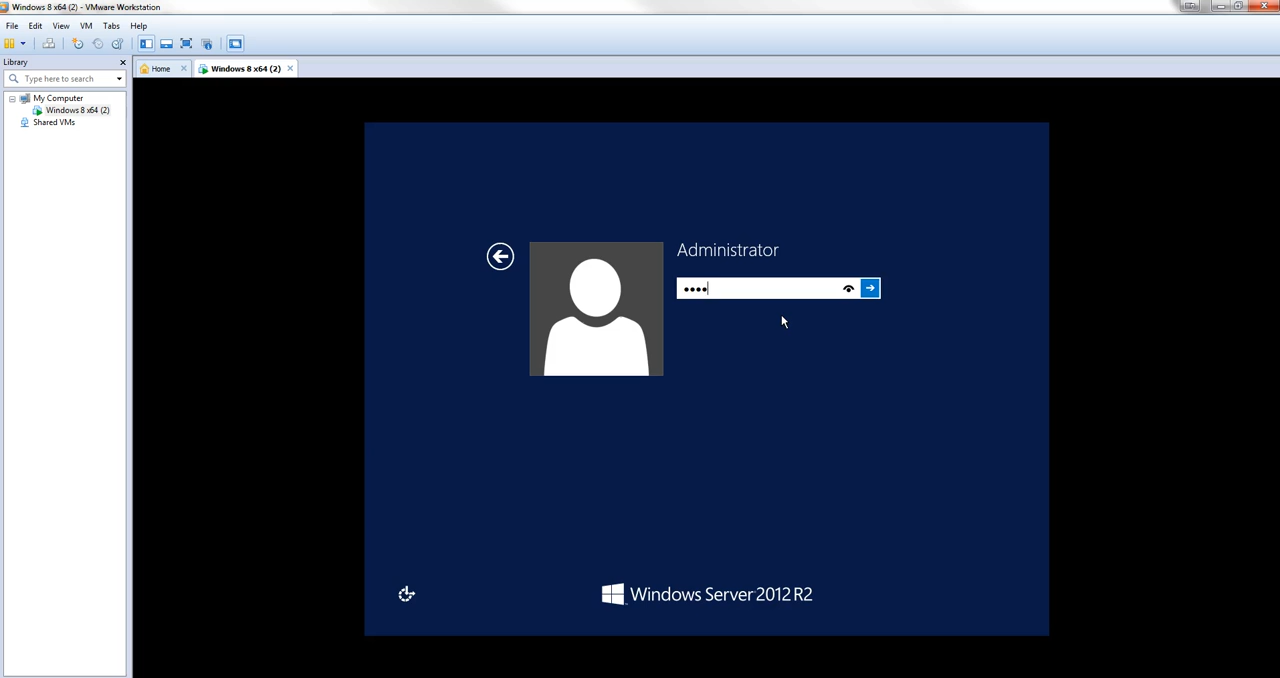 Windows 8 x64 (2) - VMware Workstation
File Edit View VM Tabs Help
Library
Type here to search
My Computer
Windows 8 x64 (2)
Shared VMs
Home
Windows 8 x64 (2)
Administrator
Windows Server 2012 R2